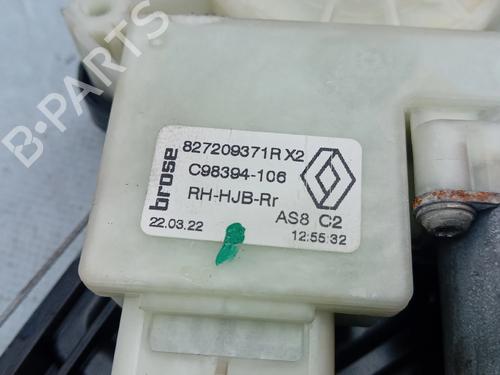 brose
827209371R X2
C98394-106
RH-HJB-Rr
AS8 C2
22.03.22
12:55:32
B-PARTS